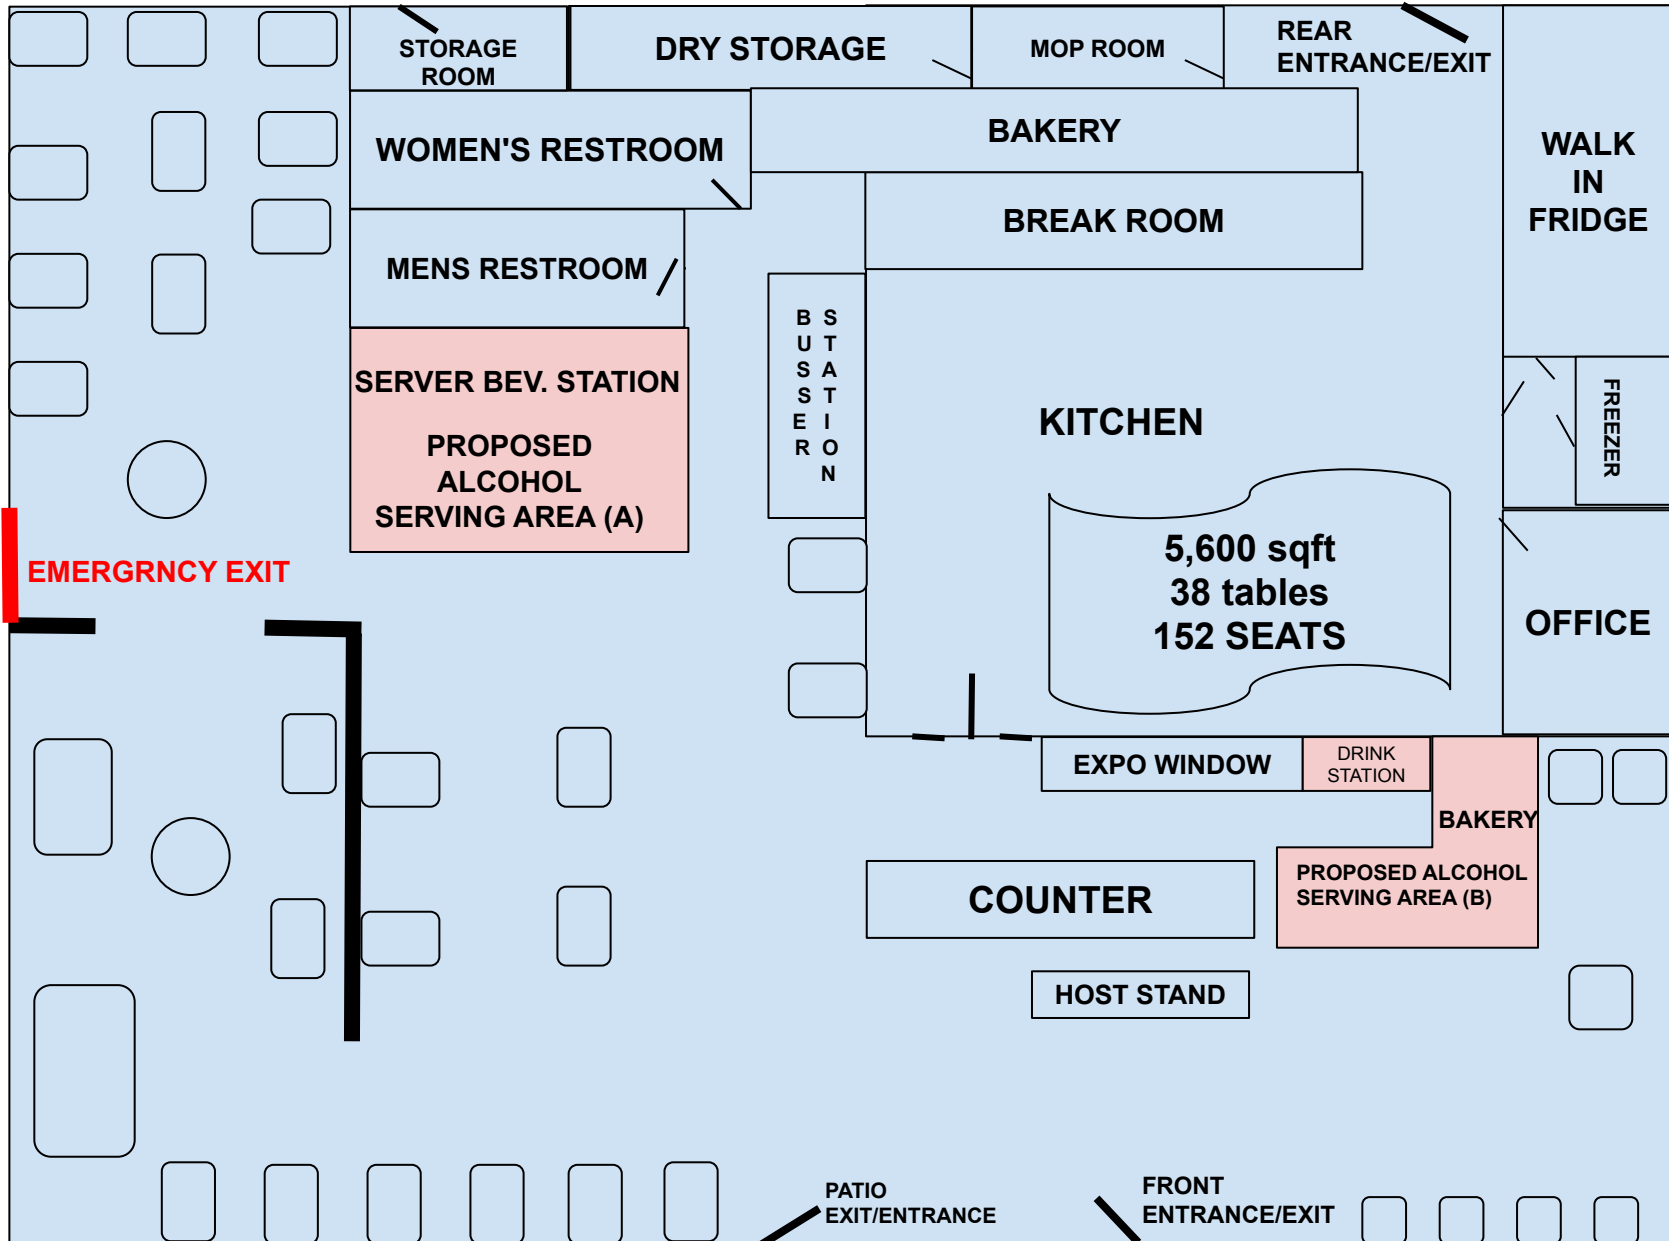 STORAGE
ROOM
DRY STORAGE
MOP ROOM
REAR
ENTRANCE/EXIT
WOMEN'S RESTROOM
BAKERY
WALK
IN
FRIDGE
BREAK ROOM
MENS RESTROOM
BUSSER
STATION
SERVER BEV. STATION
PROPOSED
ALCOHOL
SERVING AREA (A)
KITCHEN
FREEZER
5,600 sqft
38 tables
152 SEATS
EMERGRNCY EXIT
OFFICE
EXPO WINDOW
DRINK
STATION
BAKERY
PROPOSED ALCOHOL
SERVING AREA (B)
COUNTER
HOST STAND
PATIO
EXIT/ENTRANCE
FRONT
ENTRANCE/EXIT